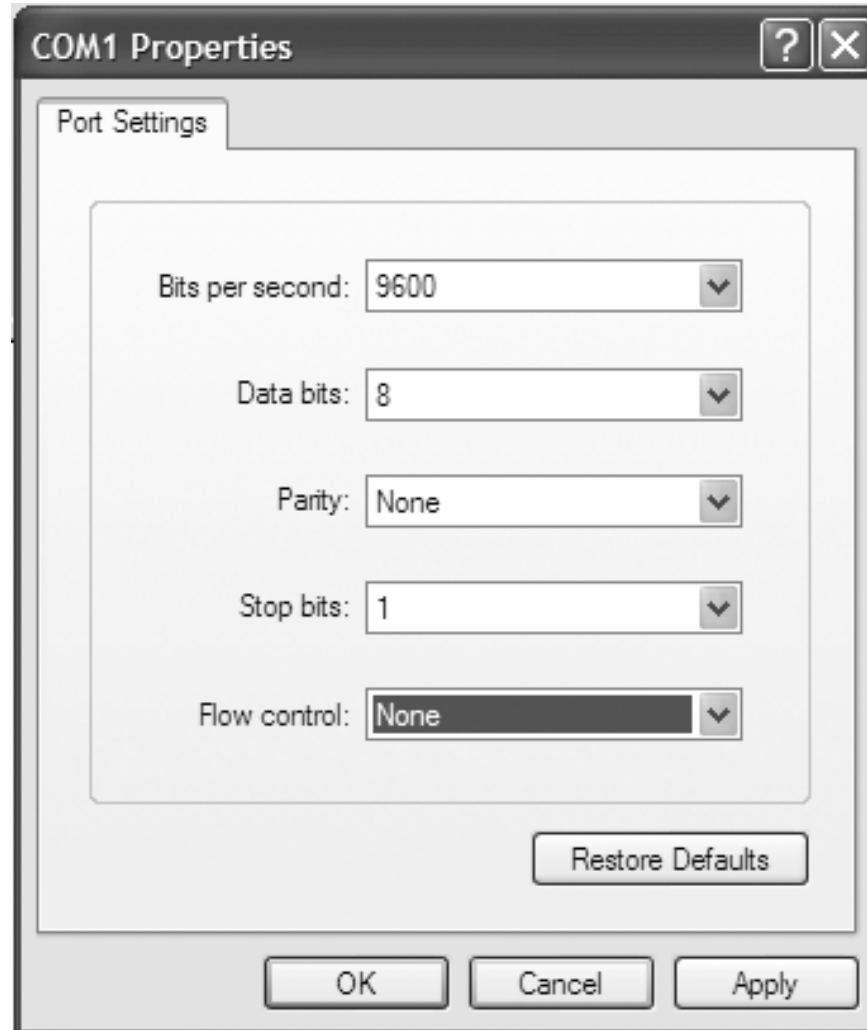 COM1 Properties
Port Settings
Bits per second: 9600
Data bits: 8
Parity: None
Stop bits: 1
Flow control: None
Restore Defaults
OK Cancel Apply